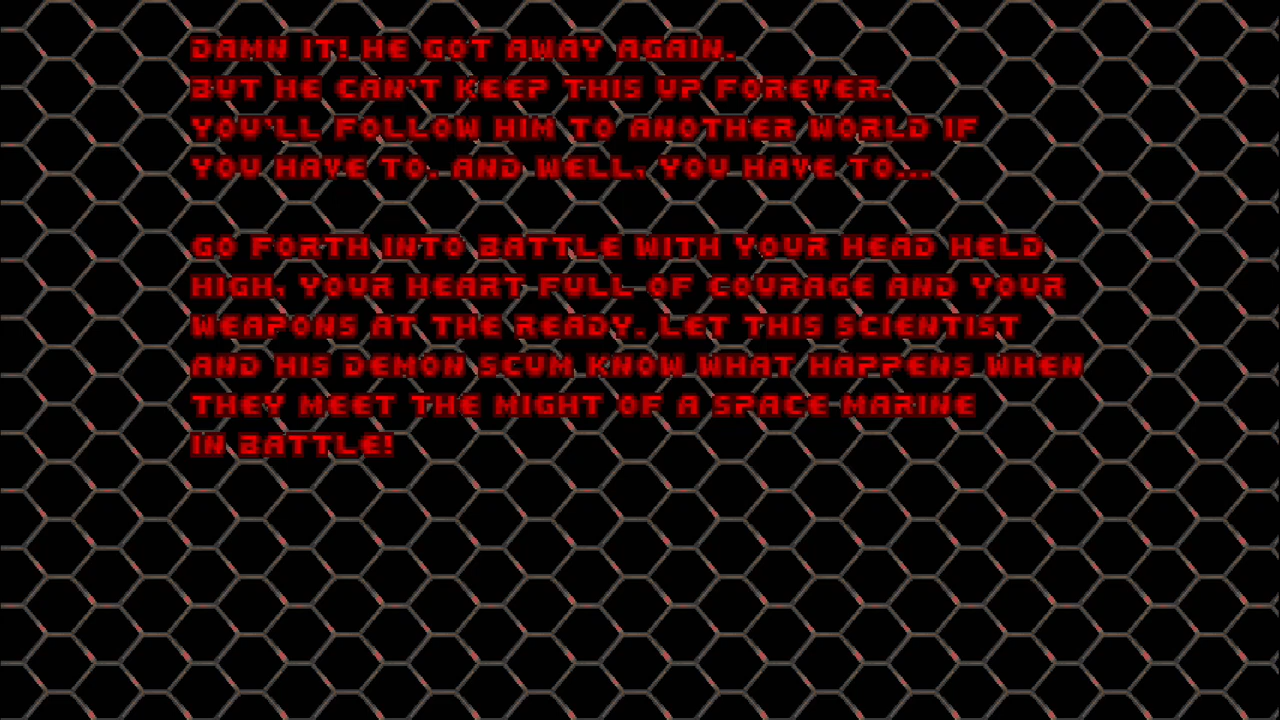 DAMN IT! HE GOT AWAY AGAIN.
BUT HE CAN'T KEEP THIS UP FOREVER.
YOU'LL FOLLOW HIM TO ANOTHER WORLD IF
YOU HAVE TO. AND WELL, YOU HAVE TO...
GO FORTH INTO BATTLE WITH YOUR HEAD HELD
HIGH, YOUR HEART FULL OF COURAGE AND YOUR
WEAPONS AT THE READY. LET THIS SCIENTIST
AND HIS DEMON SCUM KNOW WHAT HAPPENS WHEN
THEY MEET THE MIGHT OF A SPACE MARINE
IN BATTLE!